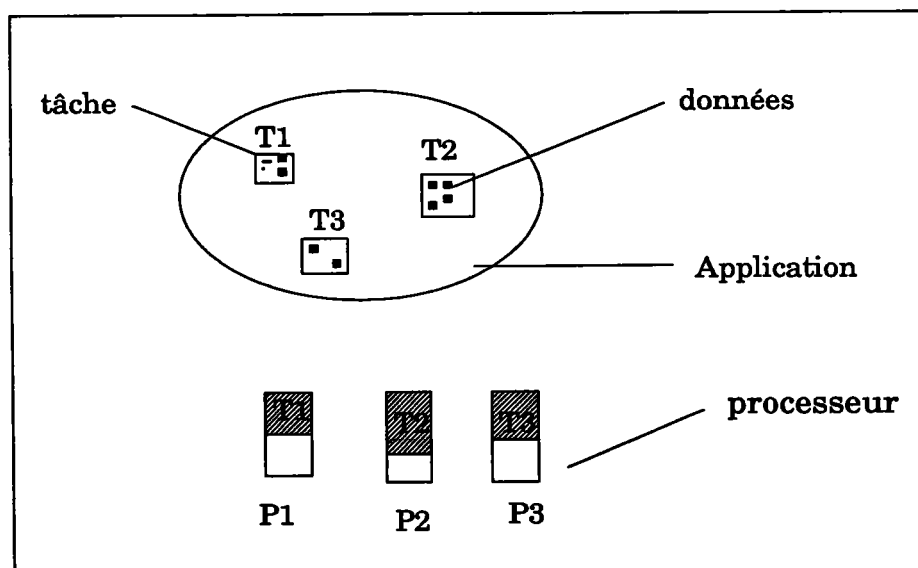 tâche
données
T1
T2
T3
Application
T1
T2
T3
processeur
P1
P2
P3